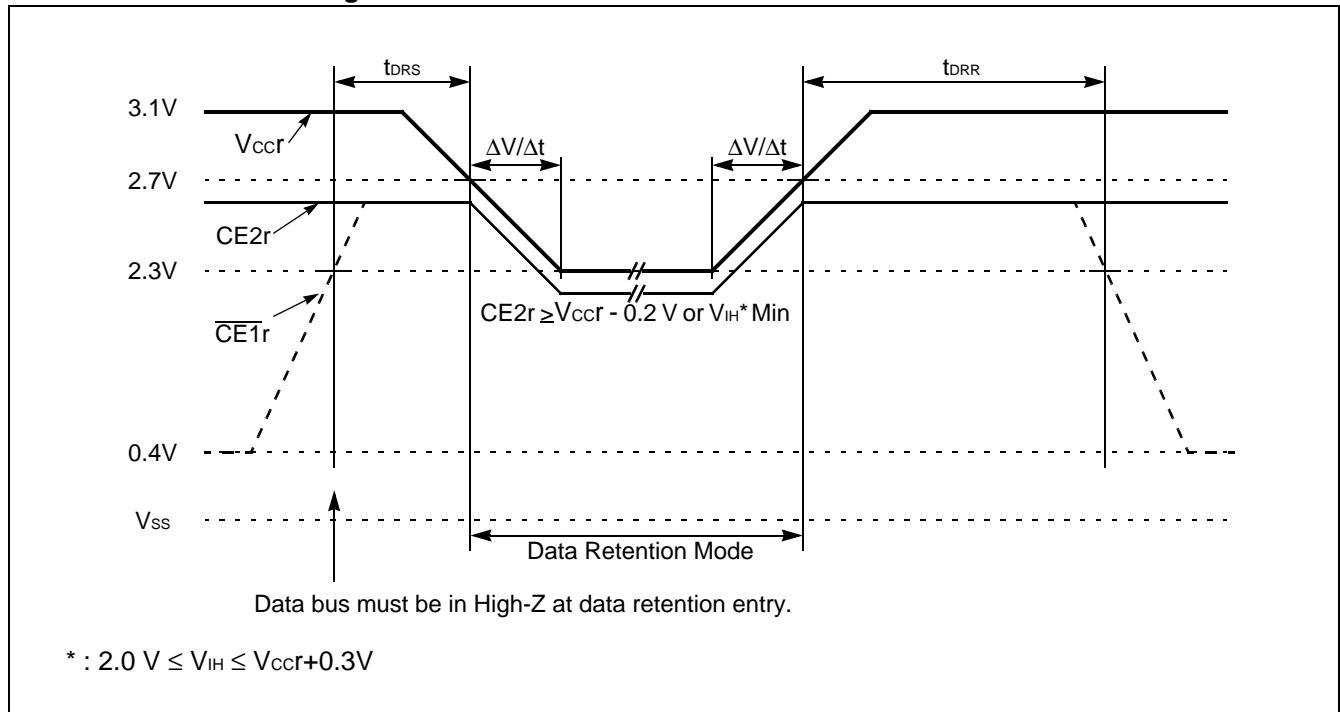 tDRS
tDRR
3.1V
VCCr
ΔV/Δt
ΔV/Δt
2.7V
CE2r
2.3V
CE2r ≥VCCr - 0.2 V or VIH* Min
CE1r
0.4V
VSS
Data Retention Mode
Data bus must be in High-Z at data retention entry.
* : 2.0 V ≤ VIH ≤ VCCr+0.3V